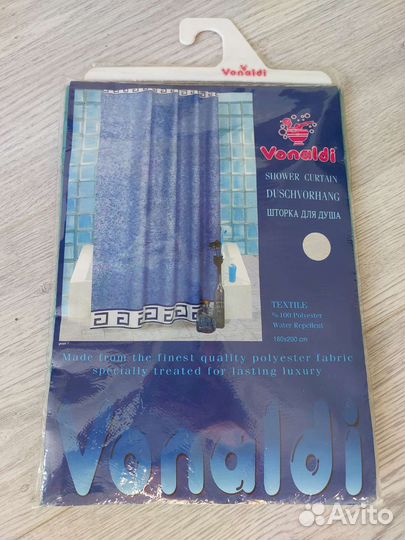 Vonaldi
Vonaldi
SHOWER CURTAIN
DUSCHVORHANG
ШТОРКА ДЛЯ ДУША
TEXTILE
% 100 Polyester
Water Repellent
180x200 cm
Made from the finest quality polyester fabric
specially treated for lasting luxury
Vonaldi
Avito